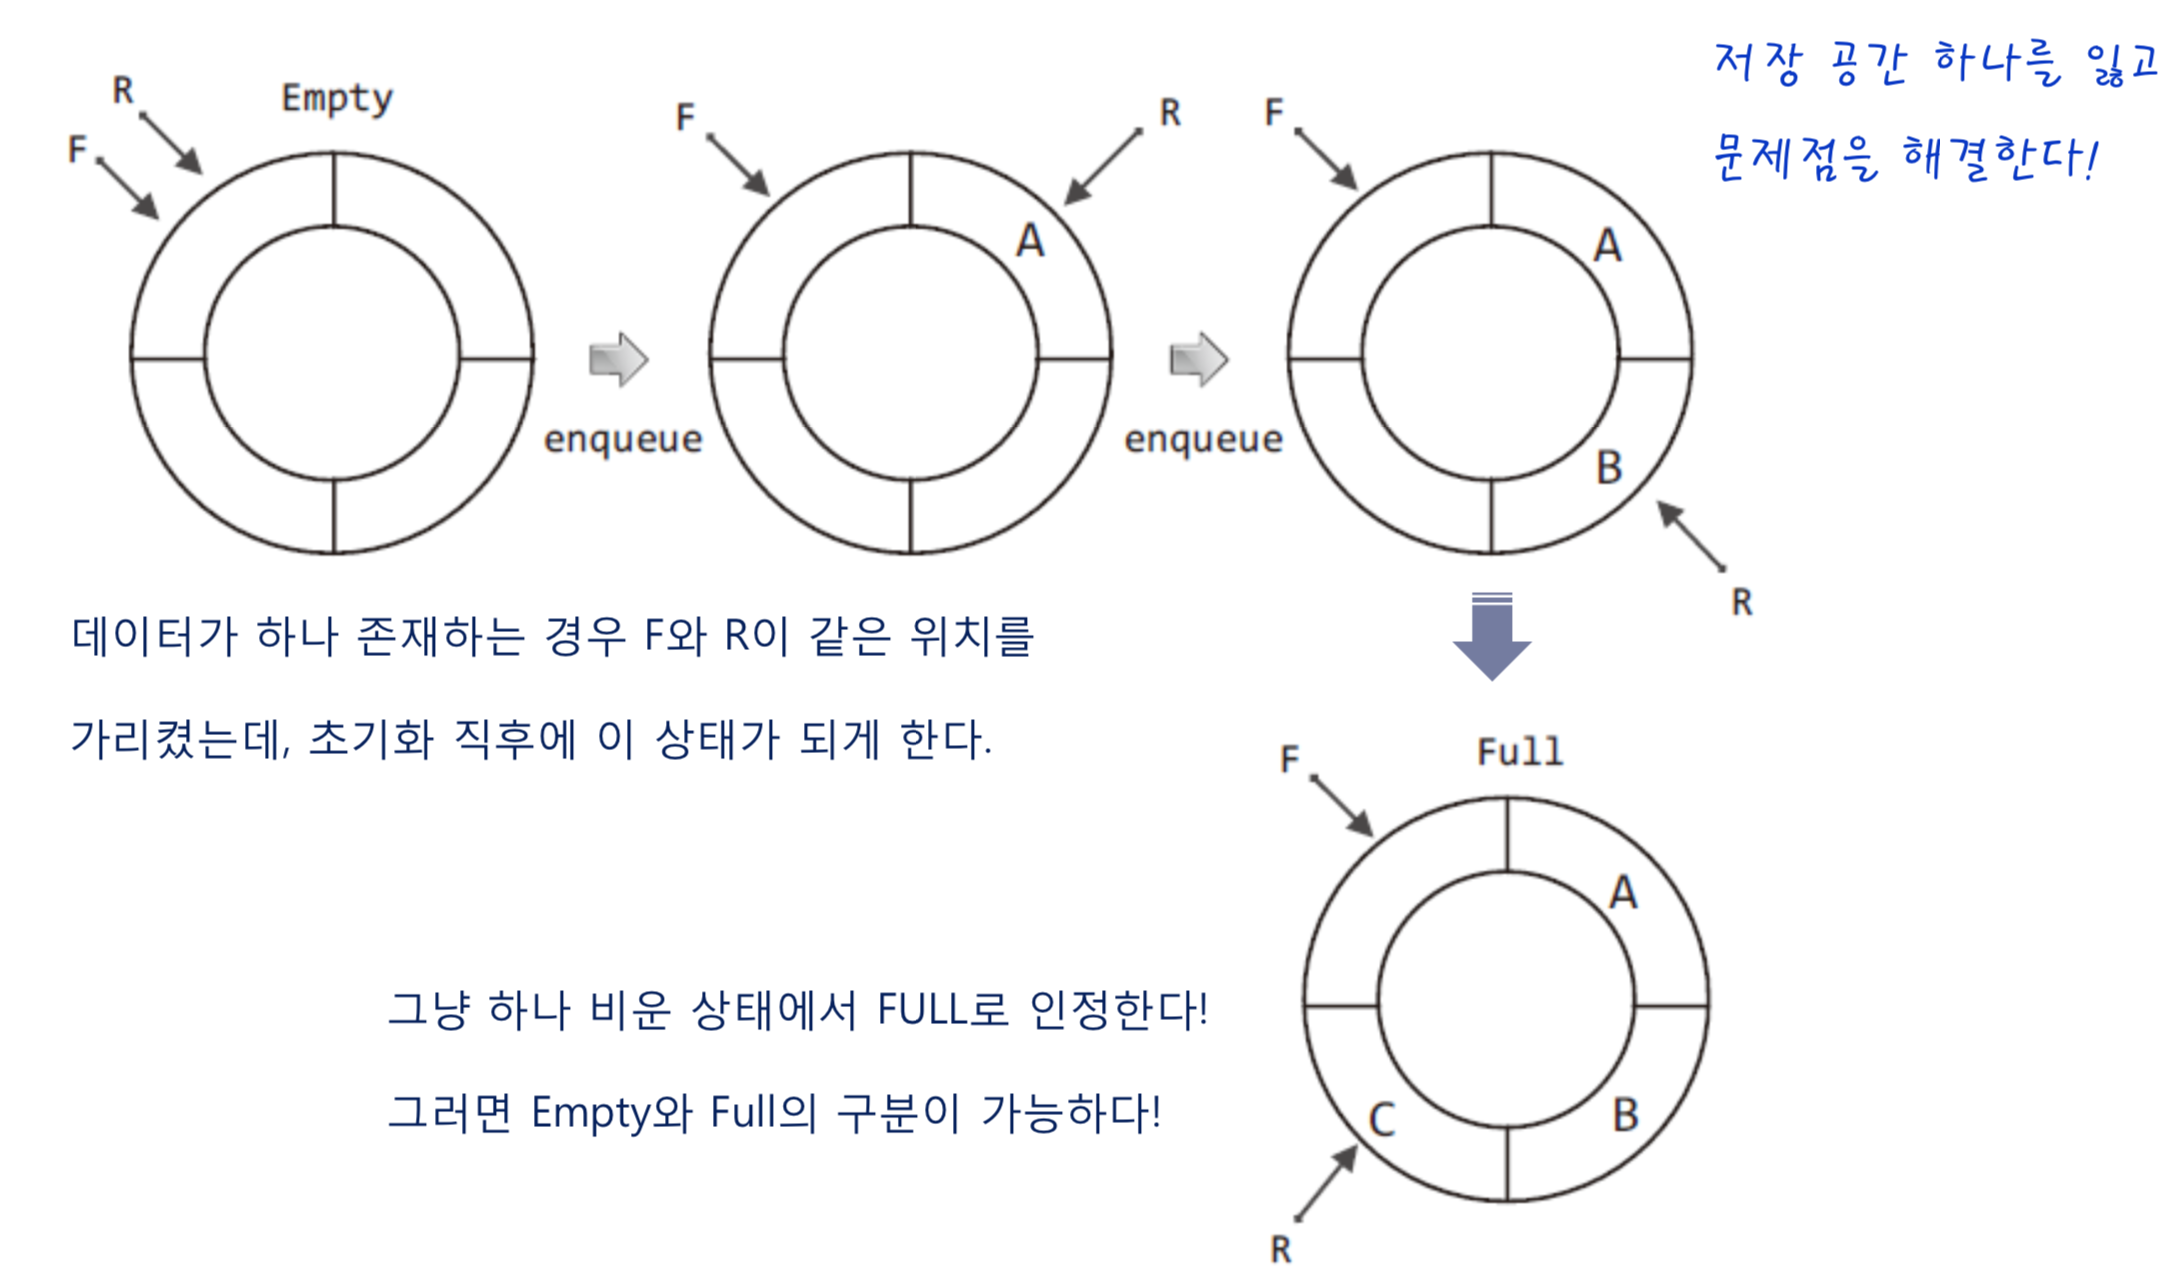 저장 공간 하나를 잃고
문제점을 해결한다!
R
F
Empty
F
R
A
F
A
B
R
enqueue
enqueue
데이터가 하나 존재하는 경우 F와 R이 같은 위치를
가리켰는데, 초기화 직후에 이 상태가 되게 한다.
F
Full
A
B
C
R
그냥 하나 비운 상태에서 FULL로 인정한다!
그러면 Empty와 Full의 구분이 가능하다!